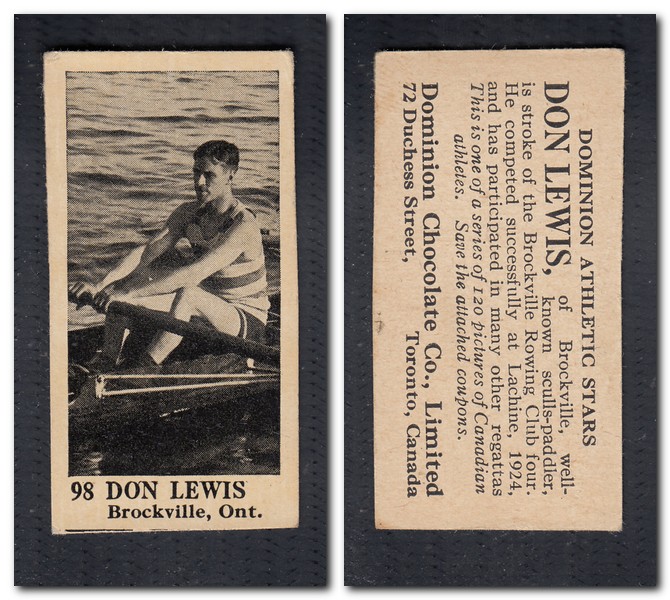 98 DON LEWIS
Brockville, Ont.
DOMINION ATHLETIC STARS
DON LEWIS, of Brockville, well-
known sculls-paddler,
is stroke of the Brockville Rowing Club four.
He competed successfully at Lachine, 1924,
and has participated in many other regattas
This is one of a series of 120 pictures of Canadian
athletes. Save the attached coupons.
Dominion Chocolate Co., Limited
72 Duchess Street, Toronto, Canada